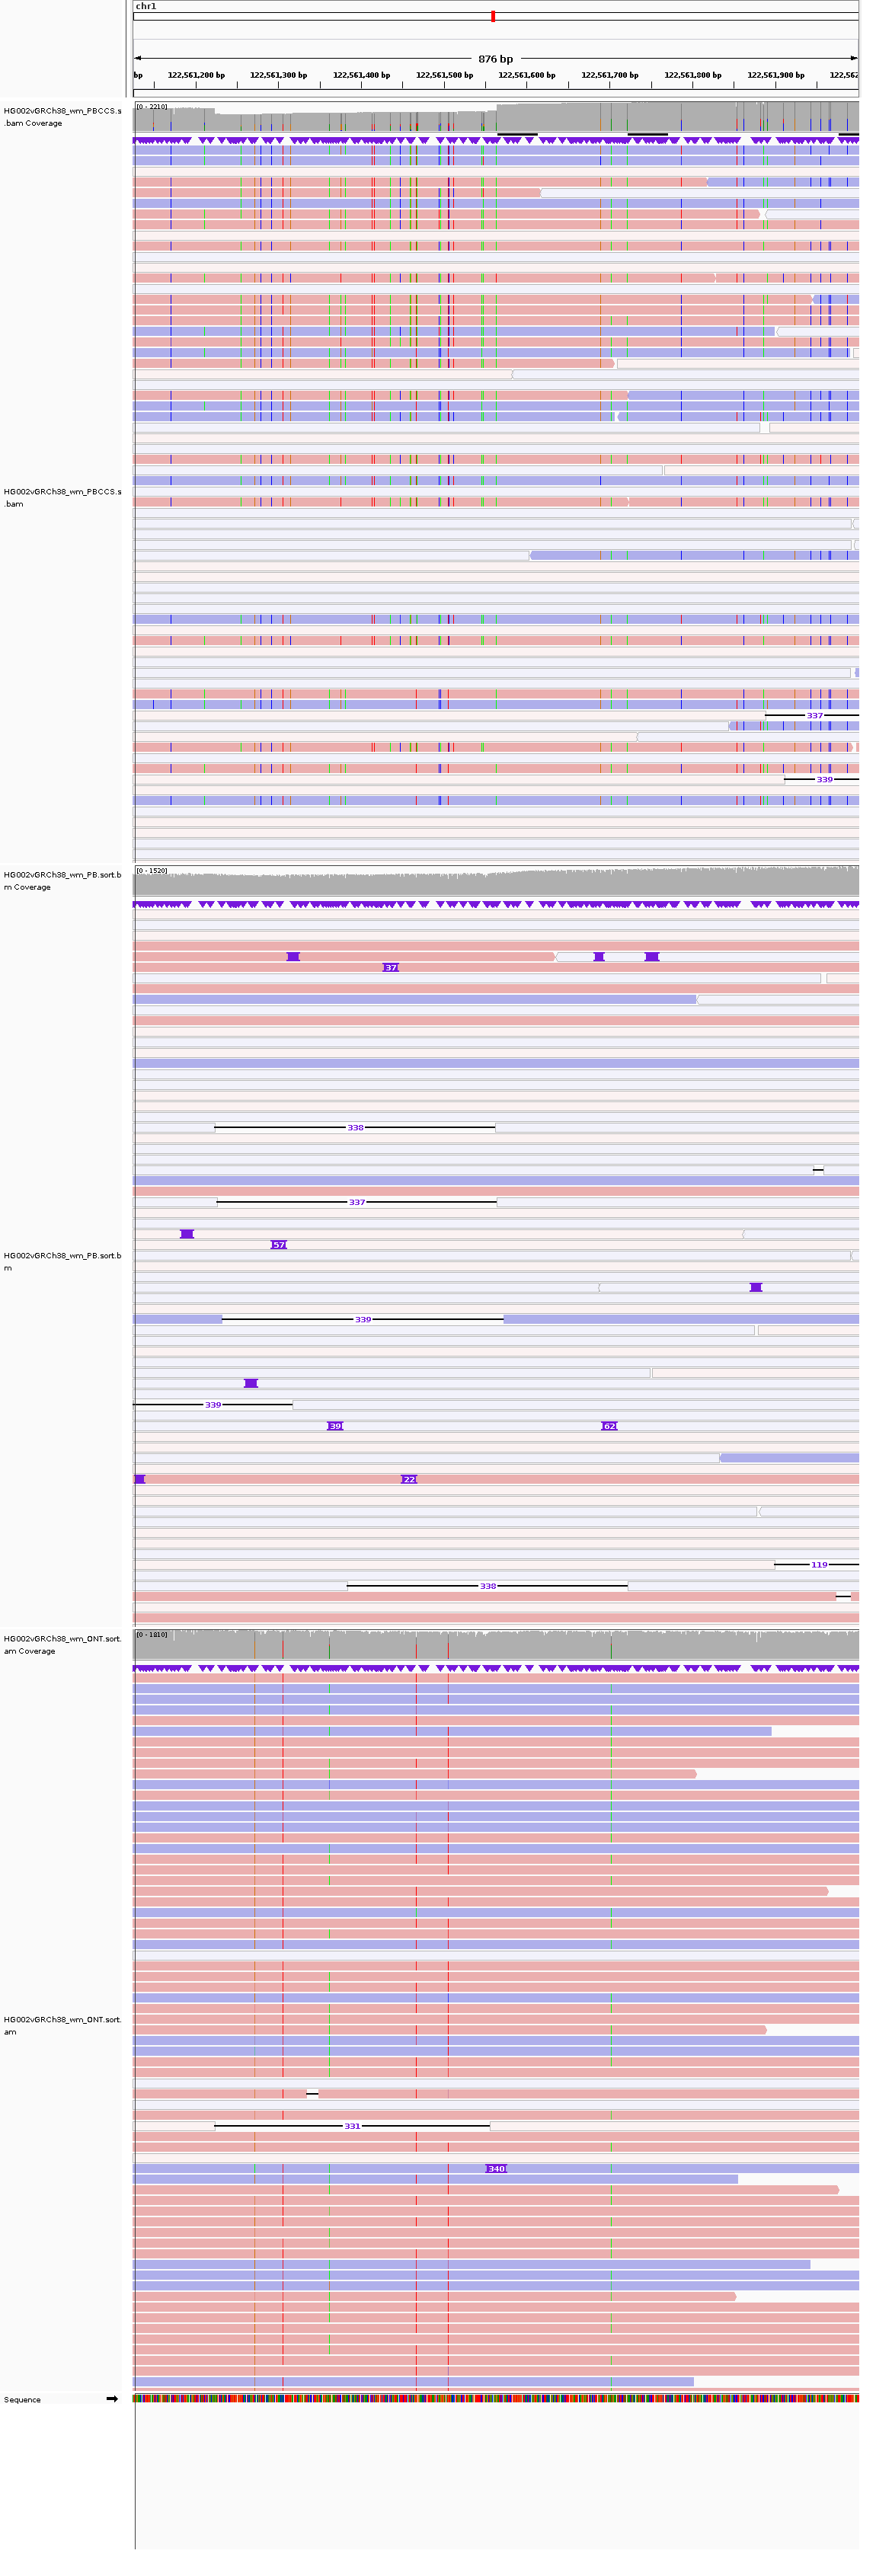 chr1
876 bp
bp 122,561,200 bp 122,561,300 bp 122,561,400 bp 122,561,500 bp 122,561,600 bp 122,561,700 bp 122,561,800 bp 122,561,900 bp 122,562
HG002vGRCh38_wm_PBCCS.s
.bam Coverage
[0 - 2210]
HG002vGRCh38_wm_PBCCS.s
.bam
337
339
HG002vGRCh38_wm_PB.sort.b
m Coverage
[0 - 1520]
37
338
337
57
HG002vGRCh38_wm_PB.sort.b
m
339
339
39 62
22
119
338
HG002vGRCh38_wm_ONT.sort.
am Coverage
[0 - 1810]
HG002vGRCh38_wm_ONT.sort.
am
331
340
Sequence